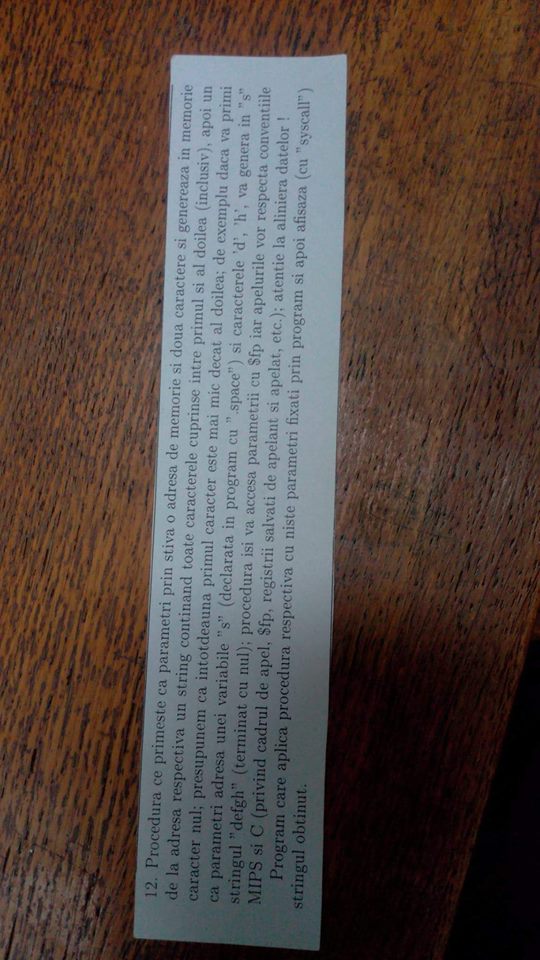 12. Procedura ce primeste ca parametri prin stiva o adresa de memorie si doua caractere si genereaza in memorie
de la adresa respectiva un string continand toate caracterele cuprinse intre primul si al doilea (inclusiv), apoi un
caracter nul; presupunem ca intotdeauna primul caracter este mai mic decat al doilea; de exemplu daca va primi
ca parametri adresa unei variabile "s" (declarata in program cu ".space") si caracterele 'd', 'h', va genera in "s"
stringul "defgh" (terminat cu nul); procedura isi va accesa parametrii cu $fp iar apelurile vor respecta conventiile
MIPS si C (privind cadrul de apel, $fp, registrii salvati de apelant si apelat, etc.); atentie la aliniera datelor !
Program care aplica procedura respectiva cu niste parametri fixati prin program si apoi afisaza (cu "syscall")
stringul obtinut.